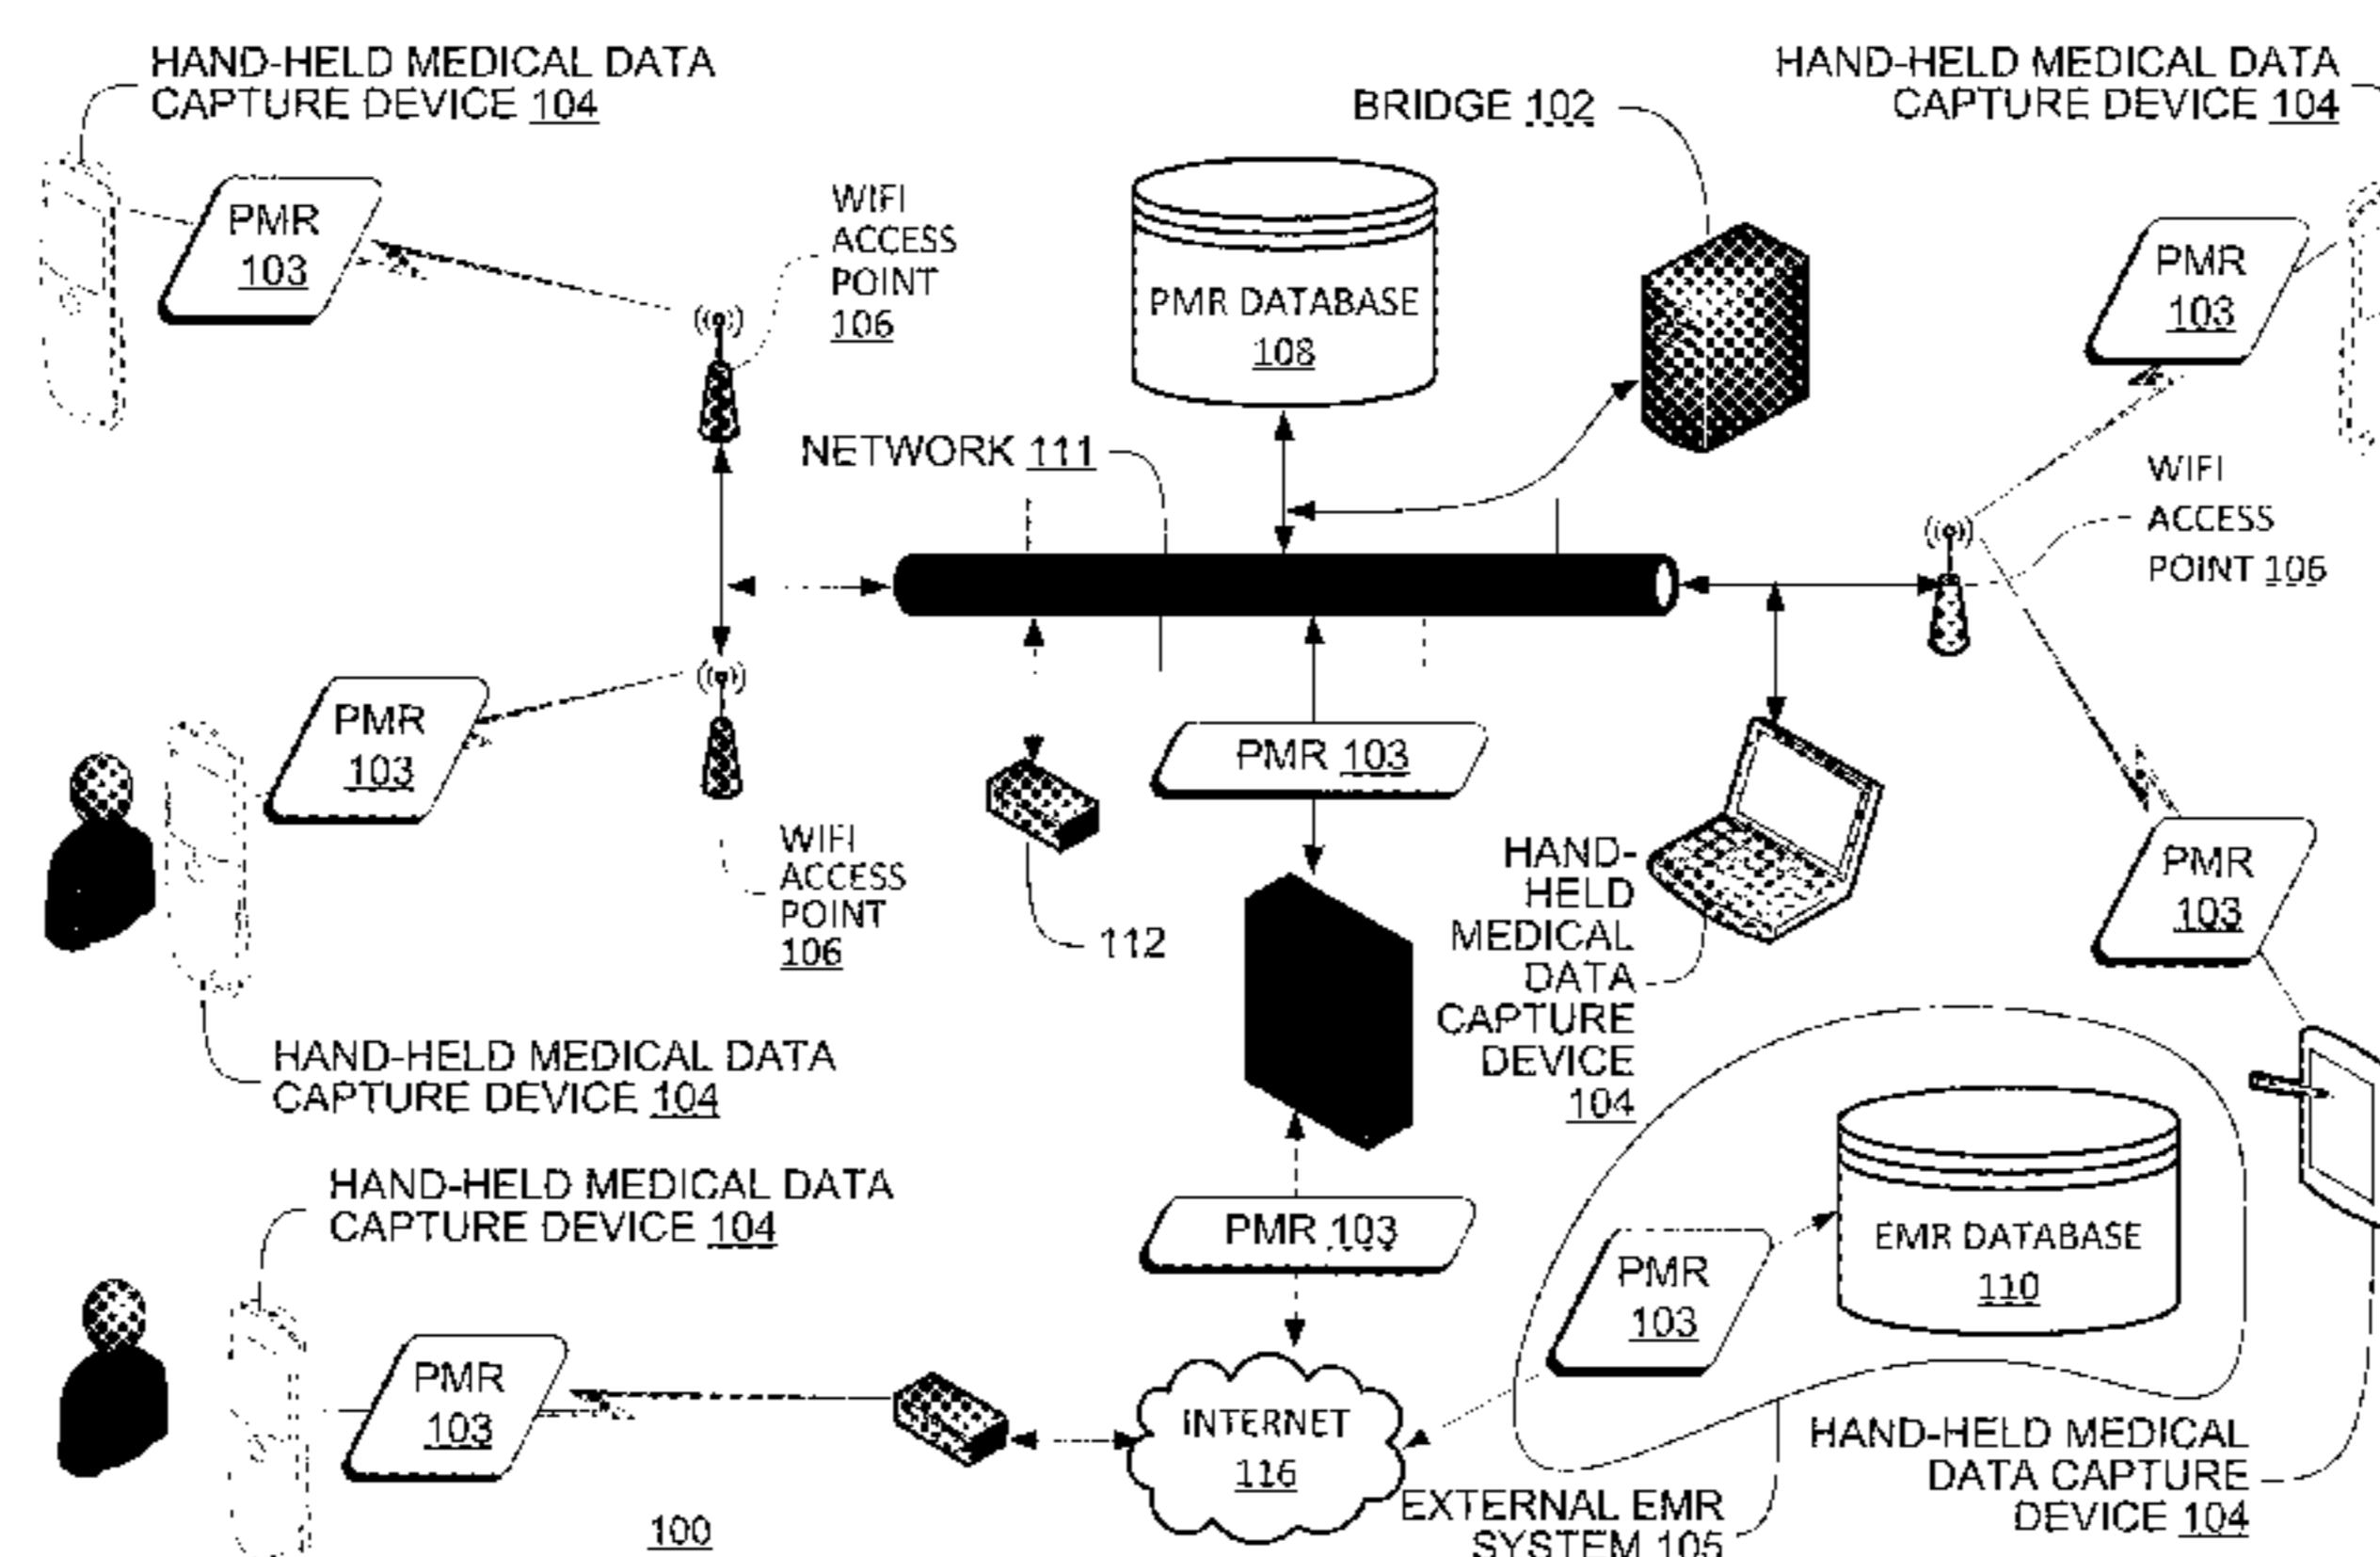 HAND-HELD MEDICAL DATA
CAPTURE DEVICE 104
BRIDGE 102
HAND-HELD MEDICAL DATA
CAPTURE DEVICE 104
PMR
103
WIFI
ACCESS
POINT
106
PMR DATABASE
108
PMR
103
NETWORK 111
WIFI
ACCESS
POINT 106
PMR
103
PMR 103
WIFI
ACCESS
POINT
106
112
HAND-
HELD
MEDICAL
DATA
CAPTURE
DEVICE
104
PMR
103
HAND-HELD MEDICAL DATA
CAPTURE DEVICE 104
HAND-HELD MEDICAL DATA
CAPTURE DEVICE 104
PMR 103
PMR
103
EMR DATABASE
110
PMR
103
INTERNET
116
HAND-HELD MEDICAL
DATA CAPTURE
DEVICE 104
EXTERNAL EMR
SYSTEM 105
100